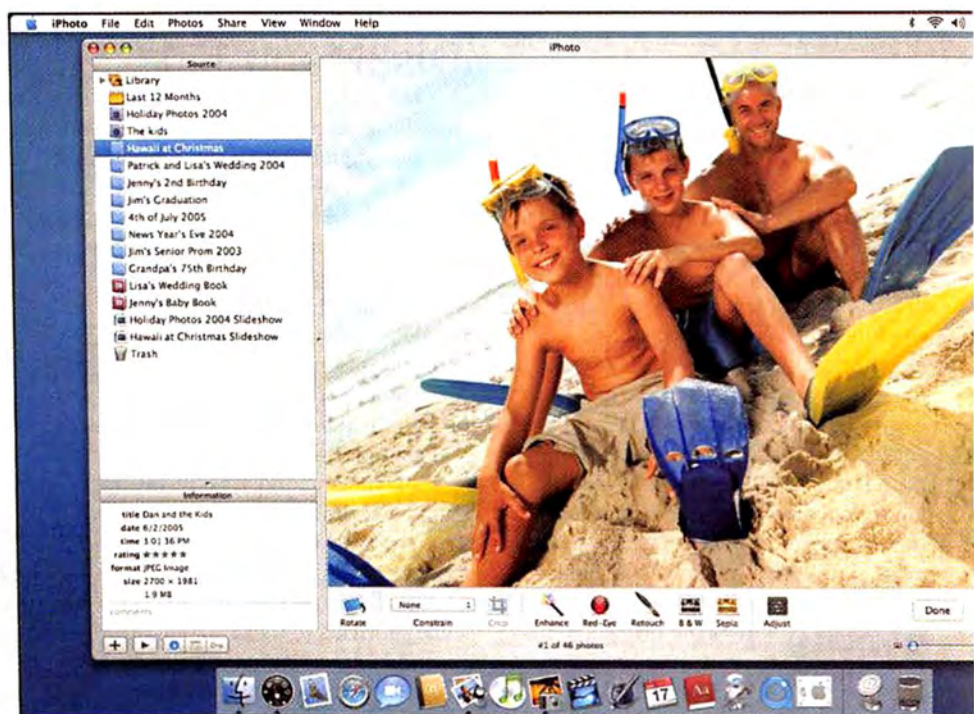 iPhoto File Edit Photos Share View Window Help
iPhoto
Source
Library
Last 12 Months
Holiday Photos 2004
The kids
Hawaii at Christmas
Patrick and Lisa's Wedding 2004
Jenny's 2nd Birthday
Jim's Graduation
4th of July 2005
News Year's Eve 2004
Jim's Senior Prom 2003
Grandpa's 75th Birthday
Lisa's Wedding Book
Jenny's Baby Book
Holiday Photos 2004 Slideshow
Hawaii at Christmas Slideshow
Trash
Information
title Dan and the Kids
date 6/2/2005
time 3:01:36 PM
rating ★★★★★
format JPEG Image
size 2700 × 1981
1.9 MB
comments
Rotate
None
Constrain
Crop
Enhance
Red-Eye
Retouch
B & W
Sepia
Adjust
Done
#1 of 46 photos
17
Aa
@